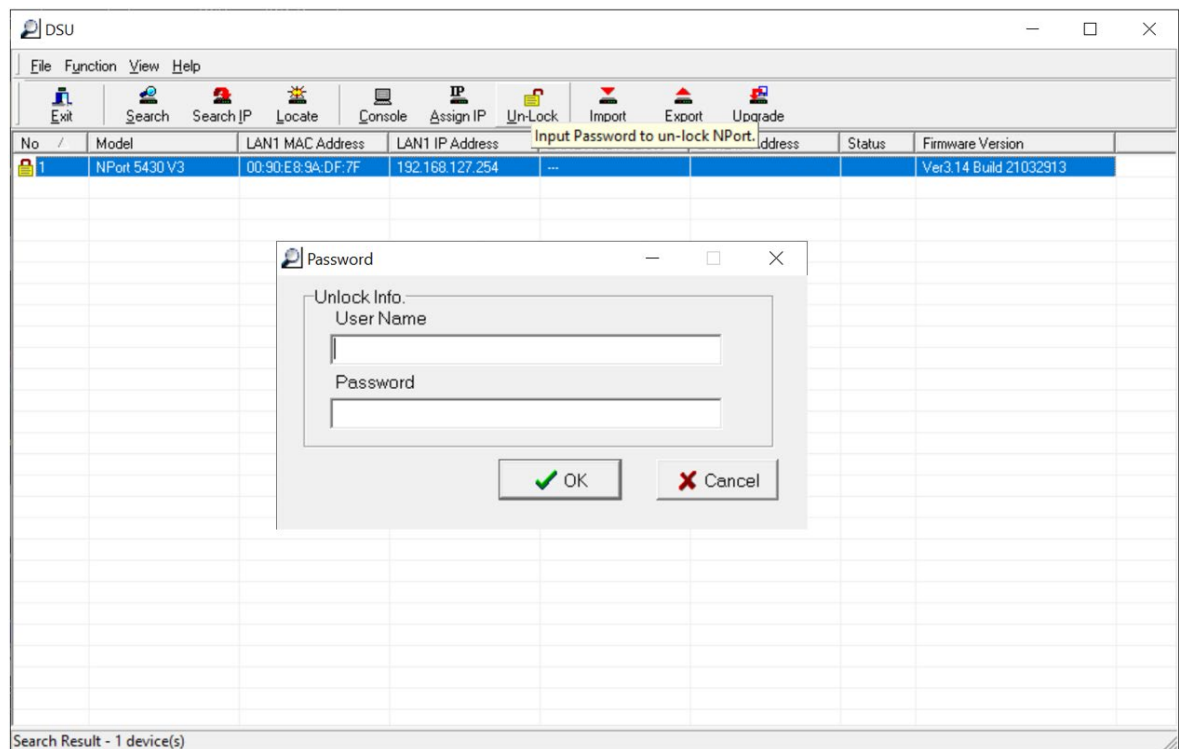 DSU
File Function View Help
Exit Search Search IP Locate Console Assign IP Un-Lock Import Export Upgrade
Input Password to un-lock NPort.
No / Model LAN1 MAC Address LAN1 IP Address ddress Status Firmware Version
1 NPort 5430 V3 00:90:E8:9A:DF:7F 192.168.127.254 --- Ver3.14 Build 21032913
Password
Unlock Info.
User Name
Password
OK Cancel
Search Result - 1 device(s)